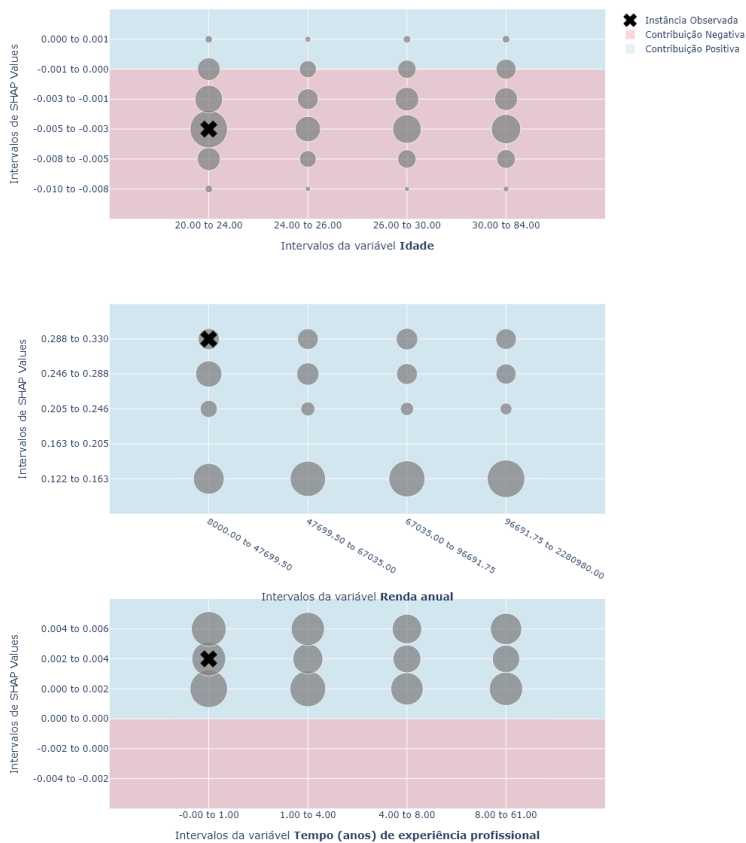 Instância Observada
Contribuição Negativa
Contribuição Positiva
Intervalos de SHAP Values
0.000 to 0.001
-0.001 to 0.000
-0.003 to -0.001
-0.005 to -0.003
-0.008 to -0.005
-0.010 to -0.008
20.00 to 24.00 24.00 to 26.00 26.00 to 30.00 30.00 to 84.00
Intervalos da variável Idade
Intervalos de SHAP Values
0.288 to 0.330
0.246 to 0.288
0.205 to 0.246
0.163 to 0.205
0.122 to 0.163
8000.00 to 47699.50 47699.50 to 67035.00 67035.00 to 96691.75 96691.75 to 2280980.00
Intervalos da variável Renda anual
Intervalos de SHAP Values
0.004 to 0.006
0.002 to 0.004
0.000 to 0.002
0.000 to 0.000
-0.002 to 0.000
-0.004 to -0.002
-0.00 to 1.00 1.00 to 4.00 4.00 to 8.00 8.00 to 61.00
Intervalos da variável Tempo (anos) de experiência profissional